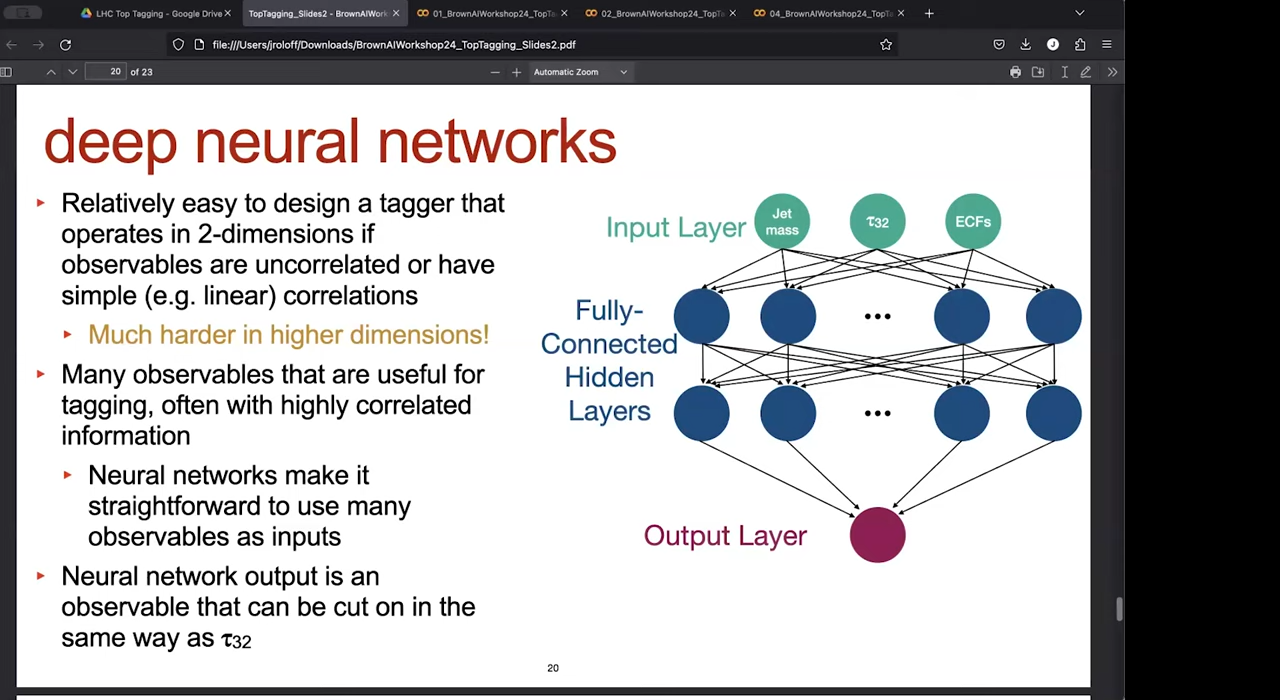 LHC Top Tagging - Google Drive
TopTagging_Slides2 - BrownAIWork
01_BrownAIWorkshop24_TopTa
02_BrownAIWorkshop24_TopTa
04_BrownAIWorkshop24_TopTa
file:///Users/jroloff/Downloads/BrownAIWorkshop24_TopTagging_Slides2.pdf
J
20 of 23
Automatic Zoom
deep neural networks
Relatively easy to design a tagger that
operates in 2-dimensions if
observables are uncorrelated or have
simple (e.g. linear) correlations
Much harder in higher dimensions!
Many observables that are useful for
tagging, often with highly correlated
information
Neural networks make it
straightforward to use many
observables as inputs
Neural network output is an
observable that can be cut on in the
same way as τ32
Input Layer
Jet
mass
τ32
ECFs
Fully-
Connected
Hidden
Layers
...
...
Output Layer
20